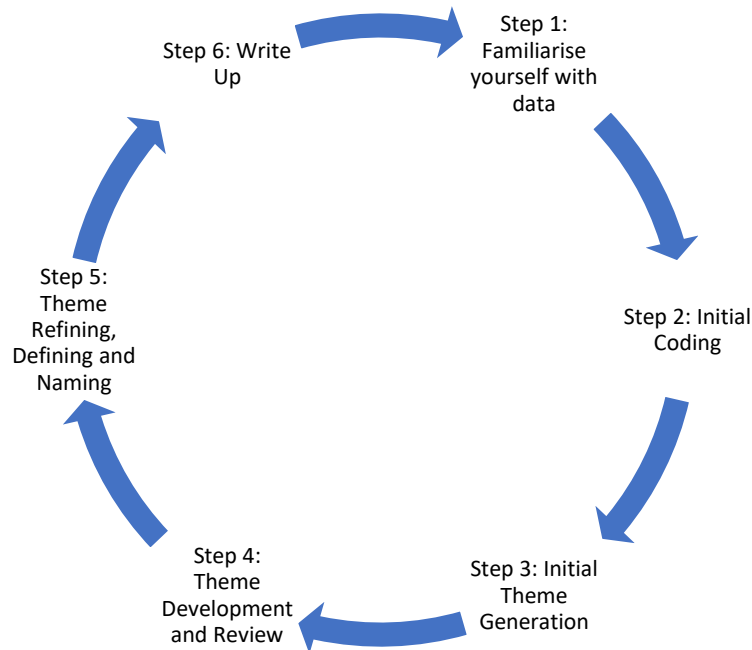 Step 1:
Familiarise
yourself with
data
Step 2: Initial
Coding
Step 3: Initial
Theme
Generation
Step 4:
Theme
Development
and Review
Step 5:
Theme
Refining,
Defining and
Naming
Step 6: Write
Up